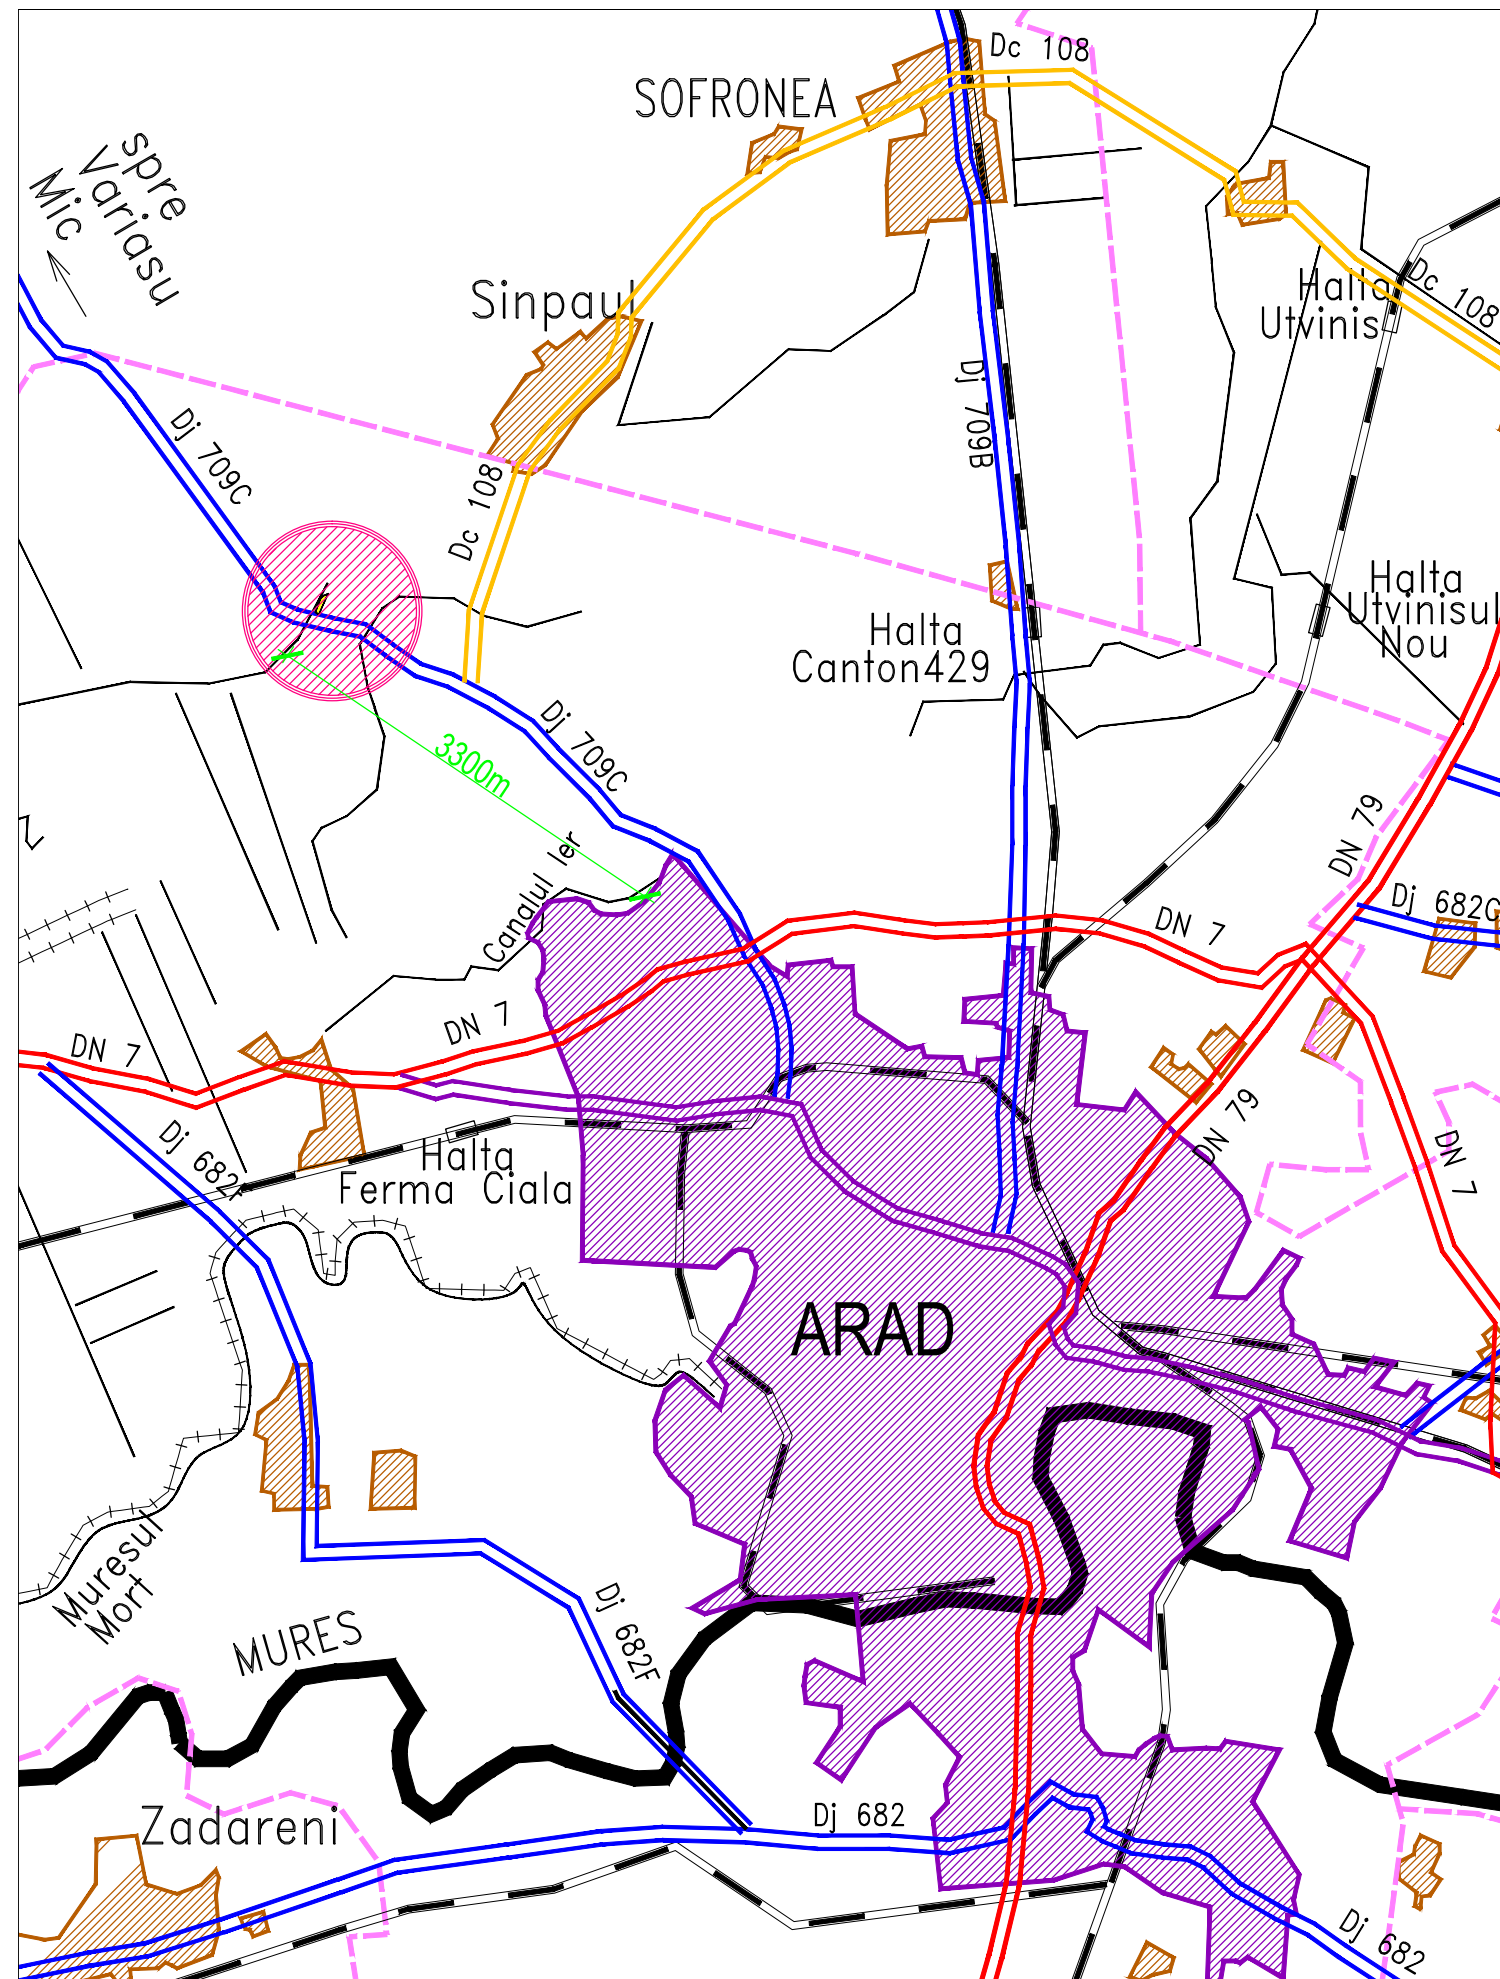 Dc 108
SOFRONEA
spre
Variasu
Mic
Sinpaul
Halta
Utvinis
Dc 108
Dj 709B
Dj 709C
Dc 108
Halta
Utvinisul
Nou
Halta
Canton429
Dj 709C
3300m
DN 79
Canalul Ier
Dj 682G
DN 7
DN 7
DN 7
Dj 682F
DN 79
DN 7
Halta
Ferma Ciala
ARAD
Muresul
Mort
Dj 682F
MURES
Zadareni
Dj 682
Dj 682